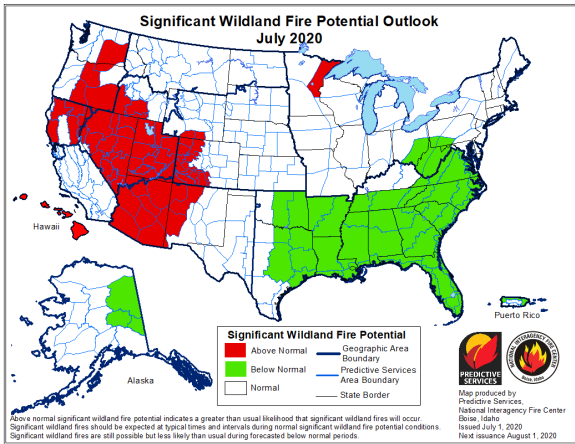 Significant Wildland Fire Potential Outlook
July 2020
Hawaii
Alaska
Puerto Rico
Significant Wildland Fire Potential
Above Normal
Below Normal
Normal
Geographic Area
Boundary
Predictive Services
Area Boundary
State Border
PREDICTIVE
SERVICES
NATIONAL INTERAGENCY FIRE CENTER
Boise, Idaho
Map produced by
Predictive Services,
National Interagency Fire Center
Boise, Idaho
Issued July 1, 2020
Next issuance August 1, 2020
Above normal significant wildland fire potential indicates a greater than usual likelihood that significant wildland fires will occur.
Significant wildland fires should be expected at typical times and intervals during normal significant wildland fire potential conditions.
Significant wildland fires are still possible but less likely than usual during forecasted below normal periods.